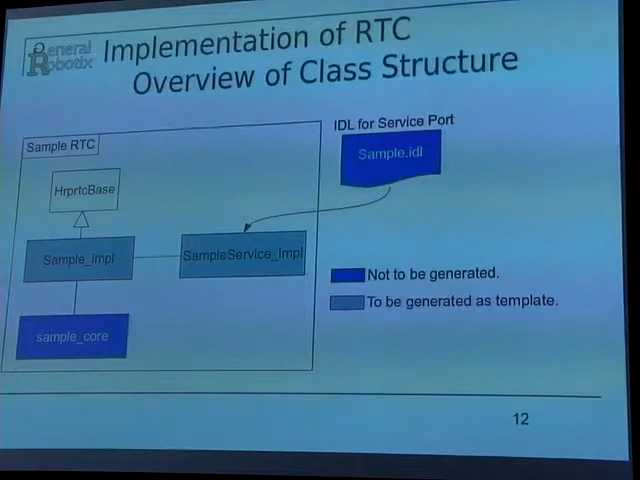 General
Robotix
Implementation of RTC
Overview of Class Structure
IDL for Service Port
Sample RTC
Sample.idl
HrprtcBase
Sample_impl
SampleService_Impl
Not to be generated.
To be generated as template.
sample_core
12